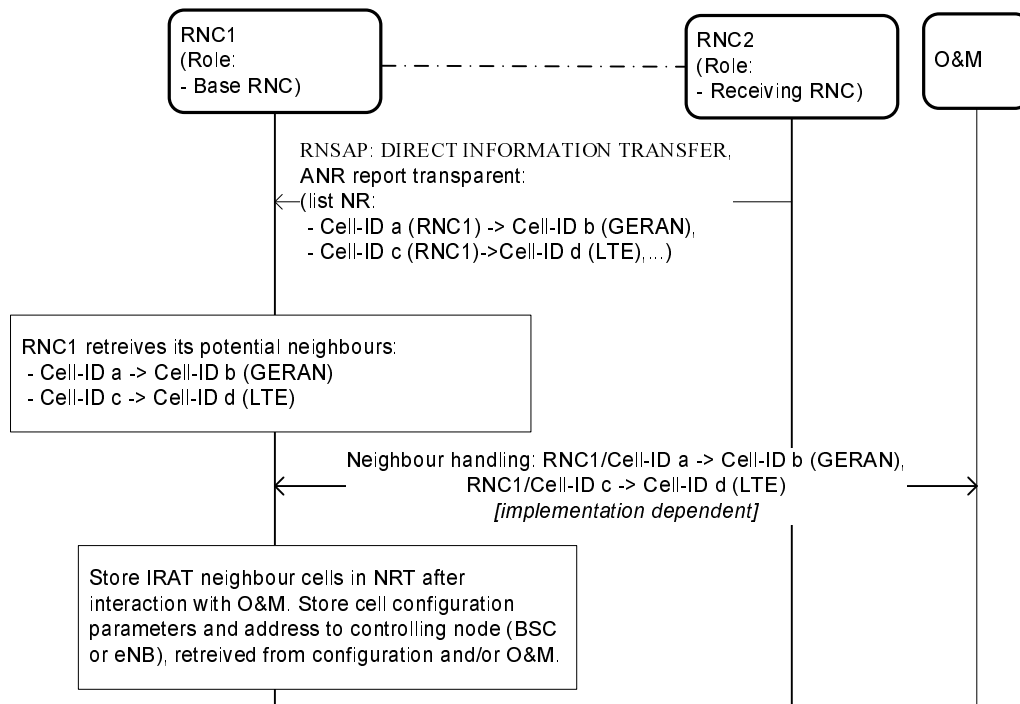 RNC1
(Role:
- Base RNC)
RNC2
(Role:
- Receiving RNC)
O&M
RNSAP: DIRECT INFORMATION TRANSFER,
ANR report transparent:
(list NR:
- Cell-ID a (RNC1) -> Cell-ID b (GERAN),
- Cell-ID c (RNC1)->Cell-ID d (LTE),...)
RNC1 retreives its potential neighbours:
- Cell-ID a -> Cell-ID b (GERAN)
- Cell-ID c -> Cell-ID d (LTE)
Neighbour handling: RNC1/Cell-ID a -> Cell-ID b (GERAN),
RNC1/Cell-ID c -> Cell-ID d (LTE)
[implementation dependent]
Store IRAT neighbour cells in NRT after
interaction with O&M. Store cell configuration
parameters and address to controlling node (BSC
or eNB), retreived from configuration and/or O&M.